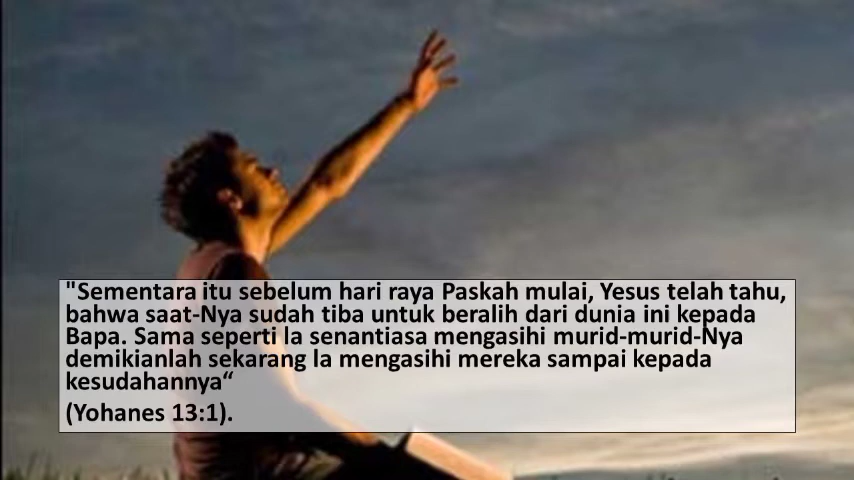 "Sementara itu sebelum hari raya Paskah mulai, Yesus telah tahu,
bahwa saat-Nya sudah tiba untuk beralih dari dunia ini kepada
Bapa. Sama seperti Ia senantiasa mengasihi murid-murid-Nya
demikianlah sekarang Ia mengasihi mereka sampai kepada
kesudahannya“
(Yohanes 13:1).